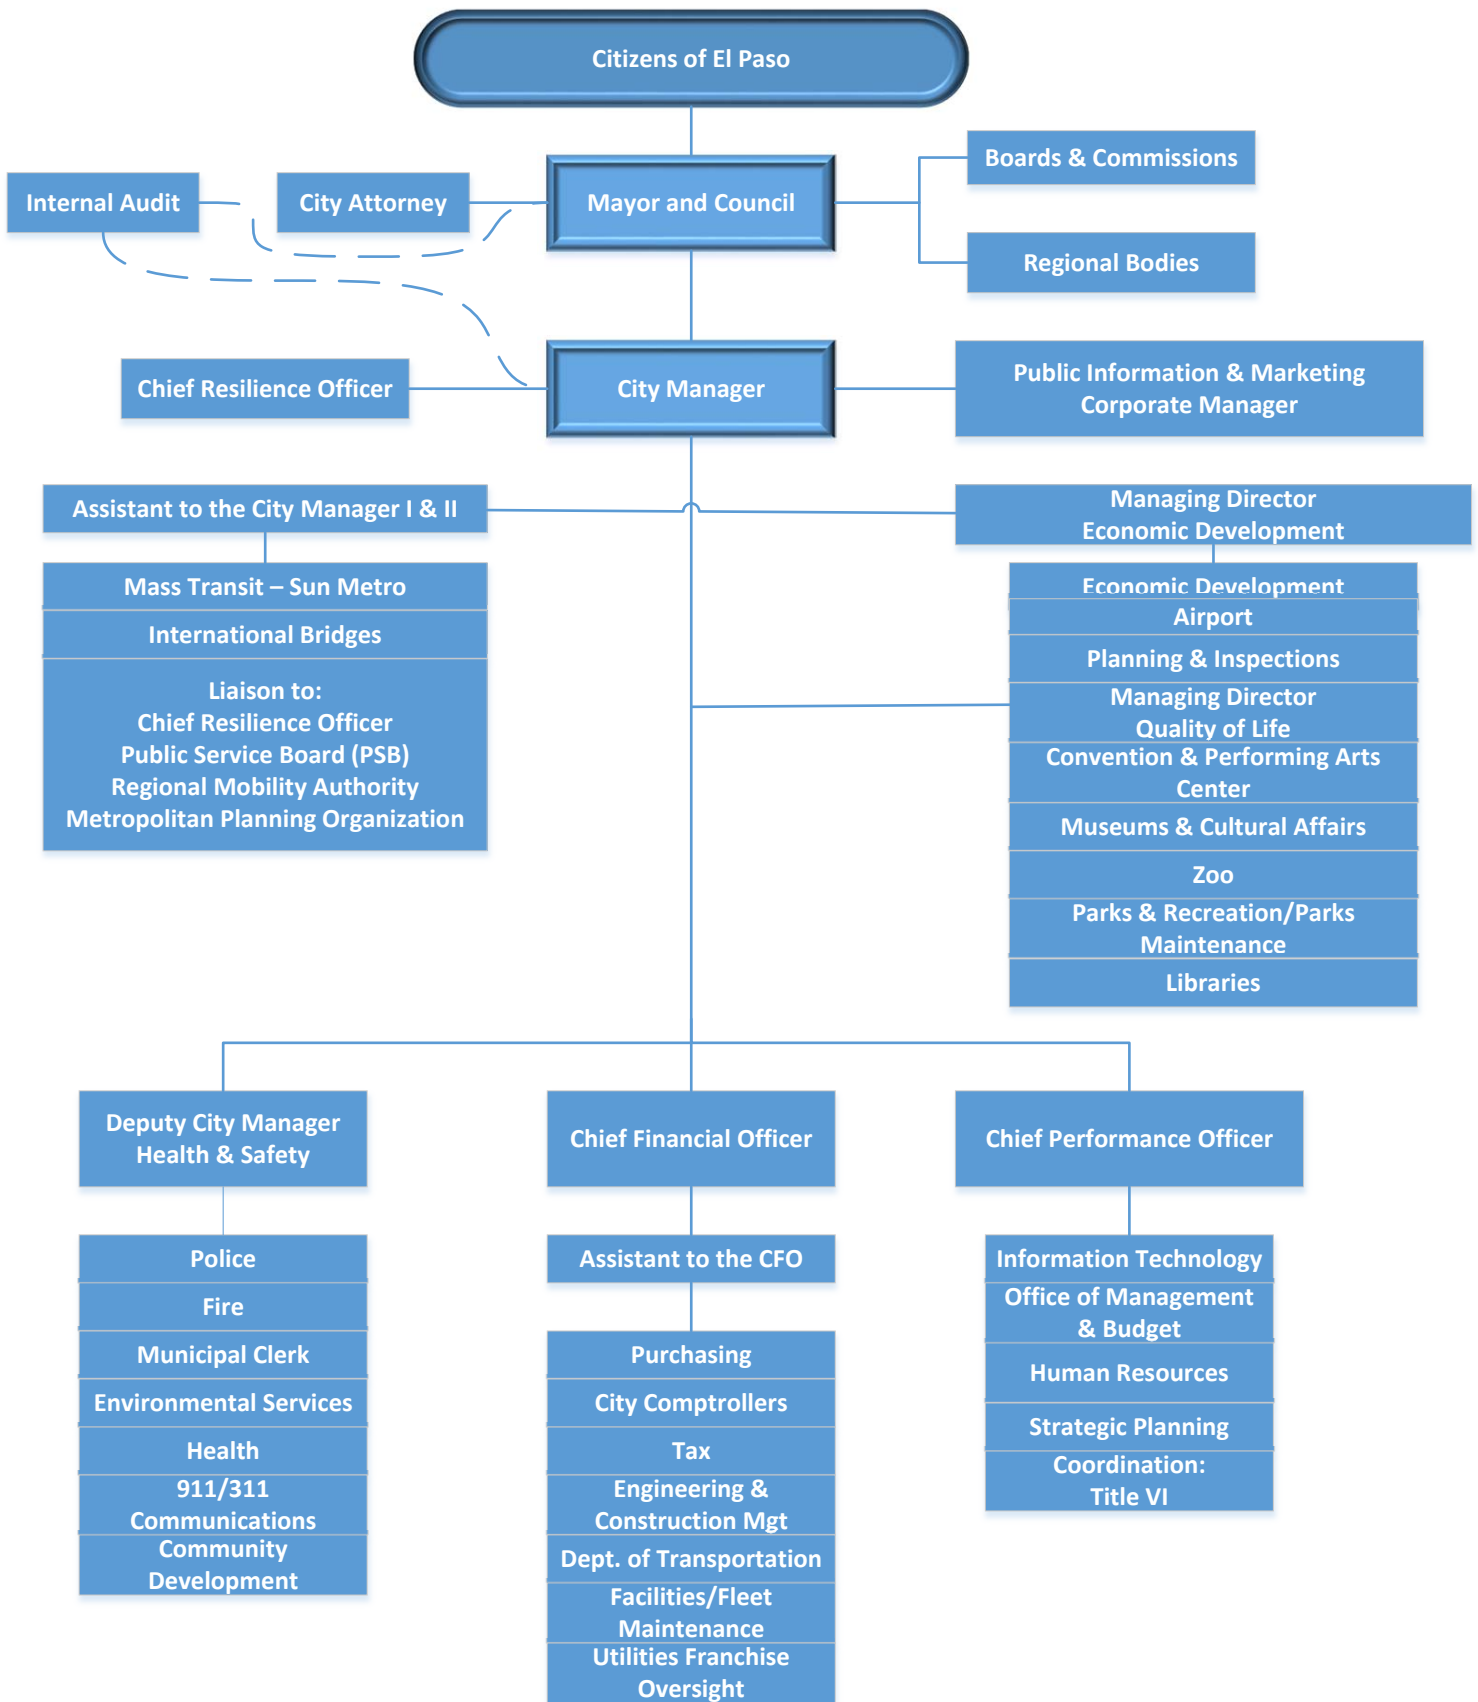 Citizens of El Paso
Boards & Commissions
Internal Audit
City Attorney
Mayor and Council
Regional Bodies
Chief Resilience Officer
City Manager
Public Information & Marketing
Corporate Manager
Assistant to the City Manager I & II
Mass Transit – Sun Metro
International Bridges
Liaison to:
Chief Resilience Officer
Public Service Board (PSB)
Regional Mobility Authority
Metropolitan Planning Organization
Managing Director
Economic Development
Economic Development
Airport
Planning & Inspections
Managing Director
Quality of Life
Convention & Performing Arts
Center
Museums & Cultural Affairs
Zoo
Parks & Recreation/Parks
Maintenance
Libraries
Deputy City Manager
Health & Safety
Police
Fire
Municipal Clerk
Environmental Services
Health
911/311
Communications
Community
Development
Chief Financial Officer
Assistant to the CFO
Purchasing
City Comptrollers
Tax
Engineering &
Construction Mgt
Dept. of Transportation
Facilities/Fleet
Maintenance
Utilities Franchise
Oversight
Chief Performance Officer
Information Technology
Office of Management
& Budget
Human Resources
Strategic Planning
Coordination:
Title VI